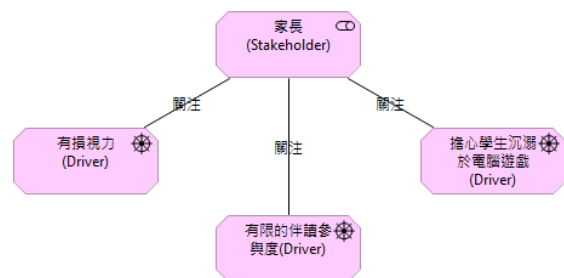 家長
(Stakeholder)
關注
關注
關注
有損視力
(Driver)
擔心學生沉溺
於電腦遊戲
(Driver)
有限的伴讀參
與度(Driver)